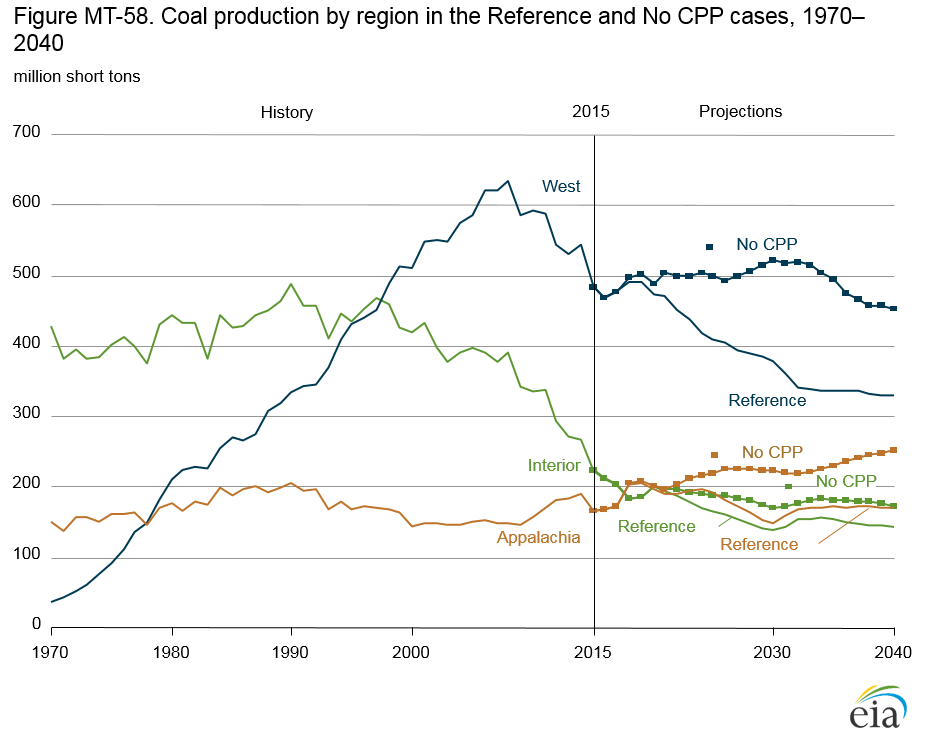 Figure MT-58. Coal production by region in the Reference and No CPP cases, 1970–
2040
million short tons
History 2015 Projections
700
West
600
No CPP
500
400
Reference
300
No CPP
Interior
No CPP
200
Reference
Appalachia
Reference
100
0
1970 1980 1990 2000 2015 2030 2040
eia